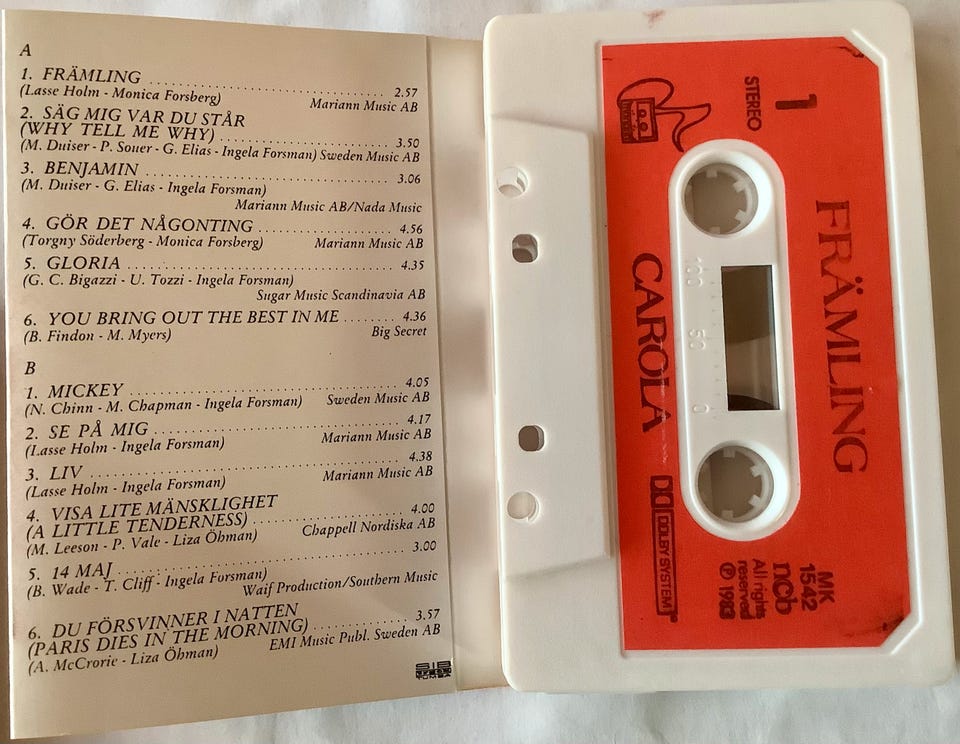 A
1. FRÄMLING ........ 2.57
(Lasse Holm - Monica Forsberg) Mariann Music AB
2. SÄG MIG VAR DU STÅR
(WHY TELL ME WHY) ........ 3.50
(M. Duiser - P. Souer - G. Elias - Ingela Forsman) Sweden Music AB
3. BENJAMIN ........ 3.06
(M. Duiser - G. Elias - Ingela Forsman)
Mariann Music AB/Nada Music
4. GÖR DET NÅGONTING ........ 4.56
(Torgny Söderberg - Monica Forsberg) Mariann Music AB
5. GLORIA ........ 4.35
(G. C. Bigazzi - U. Tozzi - Ingela Forsman)
Sugar Music Scandinavia AB
6. YOU BRING OUT THE BEST IN ME ........ 4.36
(B. Findon - M. Myers) Big Secret
B
1. MICKEY ........ 4.05
(N. Chinn - M. Chapman - Ingela Forsman) Sweden Music AB
2. SE PÅ MIG ........ 4.17
(Lasse Holm - Ingela Forsman) Mariann Music AB
3. LIV ........ 4.38
(Lasse Holm - Ingela Forsman) Mariann Music AB
4. VISA LITE MÄNSKLIGHET
(A LITTLE TENDERNESS) ........ 4.00
(M. Leeson - P. Vale - Liza Öhman) Chappell Nordiska AB
5. 14 MAJ ........ 3.00
(B. Wade - T. Cliff - Ingela Forsman)
Waif Production/Southern Music
6. DU FÖRSVINNER I NATTEN
(PARIS DIES IN THE MORNING) ........ 3.57
(A. McCrorie - Liza Öhman) EMI Music Publ. Sweden AB
TUMBA
1
STEREO
FRÄMLING
CAROLA
100
50
0
DOLBY SYSTEM
MK
1542
ncb
All rights
reserved
℗ 1983